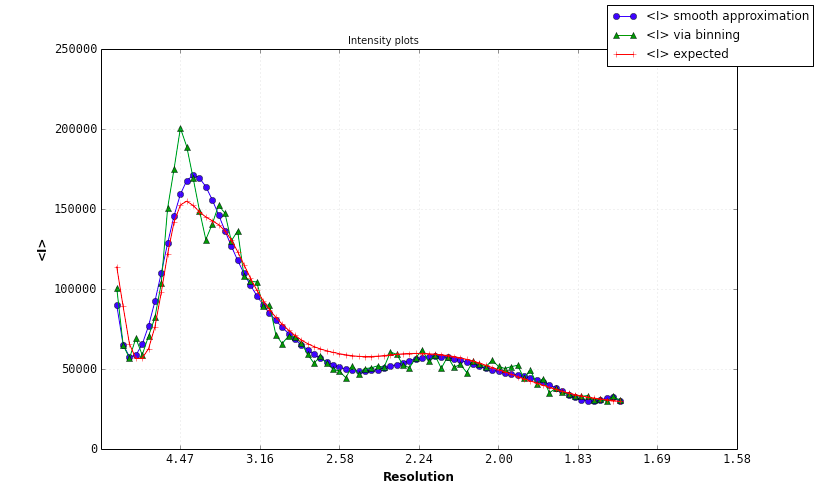 <I> smooth approximation
<I> via binning
<I> expected
Intensity plots
250000
200000
150000
100000
50000
0
<I>
4.47 3.16 2.58 2.24 2.00 1.83 1.69 1.58
Resolution